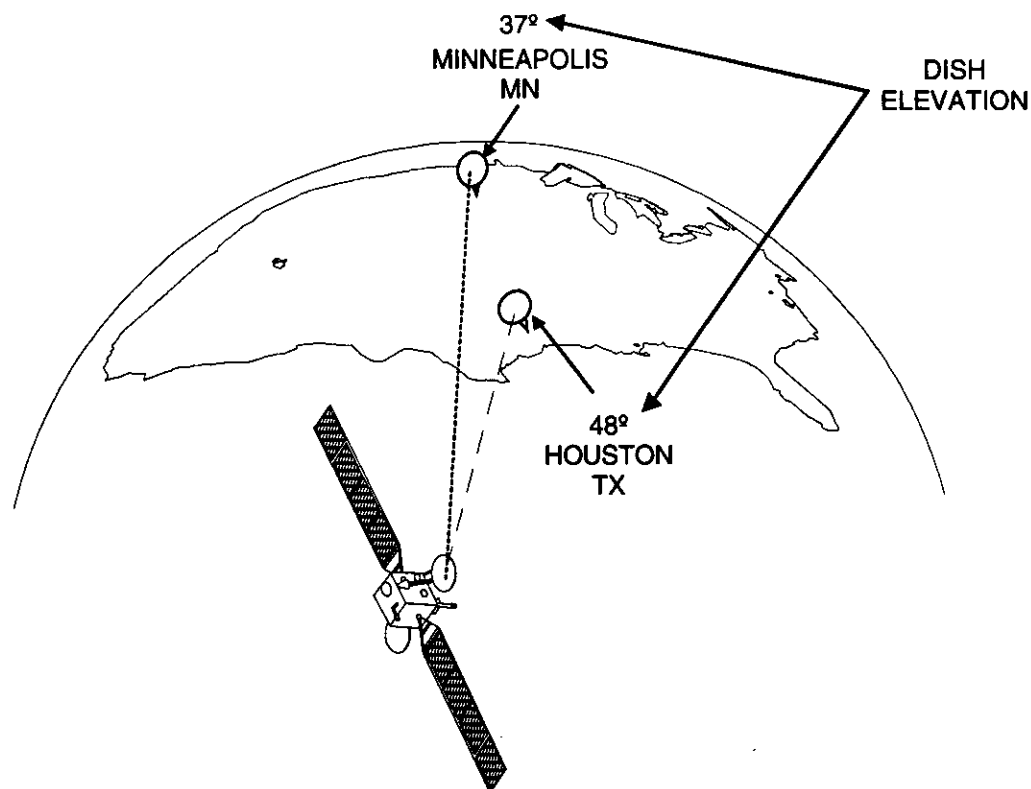 37º
MINNEAPOLIS
MN
DISH
ELEVATION
48º
HOUSTON
TX